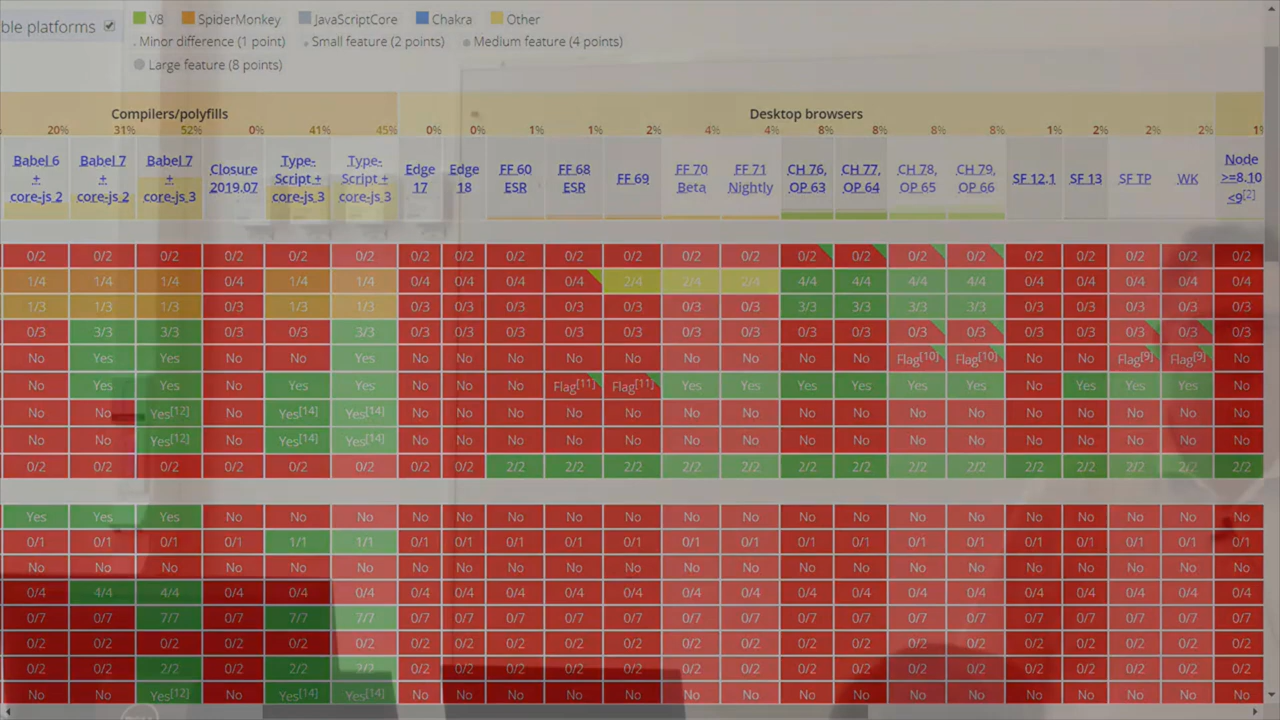 ble platforms V8 SpiderMonkey JavaScriptCore Chakra Other
Minor difference (1 point) Small feature (2 points) Medium feature (4 points)
Large feature (8 points)
Compilers/polyfills Desktop browsers
20% 31% 52% 0% 41% 45% 0% 0% 1% 1% 2% 4% 4% 8% 8% 8% 8% 1% 2% 2% 2% 1%
Babel 6 + core-js 2 Babel 7 + core-js 2 Babel 7 + core-js 3 Closure 2019.07 Type-Script + core-js 3 Type-Script + core-js 3 Edge 17 Edge 18 FF 60 ESR FF 68 ESR FF 69 FF 70 Beta FF 71 Nightly CH 76, OP 63 CH 77, OP 64 CH 78, OP 65 CH 79, OP 66 SF 12.1 SF 13 SF TP WK Node >=8.10 <9[2]
0/2 0/2 0/2 0/2 0/2 0/2 0/2 0/2 0/2 0/2 0/2 0/2 0/2 0/2 0/2 0/2 0/2 0/2 0/2 0/2 0/2 0/2
1/4 1/4 1/4 0/4 1/4 1/4 0/4 0/4 0/4 0/4 2/4 2/4 2/4 4/4 4/4 4/4 4/4 0/4 0/4 0/4 0/4 0/4
1/3 1/3 1/3 0/3 1/3 1/3 0/3 0/3 0/3 0/3 0/3 0/3 0/3 3/3 3/3 3/3 3/3 0/3 0/3 0/3 0/3 0/3
0/3 3/3 3/3 0/3 0/3 3/3 0/3 0/3 0/3 0/3 0/3 0/3 0/3 0/3 0/3 0/3 0/3 0/3 0/3 0/3 0/3 0/3
No Yes Yes No No Yes No No No No No No No No No Flag[10] Flag[10] No No Flag[9] Flag[9] No
No Yes Yes No Yes Yes No No No Flag[11] Flag[11] Yes Yes Yes Yes Yes Yes No Yes Yes Yes No
No No Yes[12] No Yes[14] Yes[14] No No No No No No No No No No No No No No No No
No No Yes[12] No Yes[14] Yes[14] No No No No No No No No No No No No No No No No
0/2 0/2 0/2 0/2 0/2 0/2 0/2 0/2 2/2 2/2 2/2 2/2 2/2 2/2 2/2 2/2 2/2 2/2 2/2 2/2 2/2 2/2
Yes Yes Yes No No No No No No No No No No No No No No No No No No No
0/1 0/1 0/1 0/1 1/1 1/1 0/1 0/1 0/1 0/1 0/1 0/1 0/1 0/1 0/1 0/1 0/1 0/1 0/1 0/1 0/1 0/1
No No No No No No No No No No No No No No No No No No No No No No
0/4 4/4 4/4 0/4 0/4 0/4 0/4 0/4 0/4 0/4 0/4 0/4 0/4 0/4 0/4 0/4 0/4 0/4 0/4 0/4 0/4 0/4
0/7 0/7 7/7 0/7 7/7 7/7 0/7 0/7 0/7 0/7 0/7 0/7 0/7 0/7 0/7 0/7 0/7 0/7 0/7 0/7 0/7 0/7
0/2 0/2 0/2 0/2 0/2 0/2 0/2 0/2 0/2 0/2 0/2 0/2 0/2 0/2 0/2 0/2 0/2 0/2 0/2 0/2 0/2 0/2
0/2 0/2 2/2 0/2 2/2 2/2 0/2 0/2 0/2 0/2 0/2 0/2 0/2 0/2 0/2 0/2 0/2 0/2 0/2 0/2 0/2 0/2
No No Yes[12] No Yes[14] Yes[14] No No No No No No No No No No No No No No No No